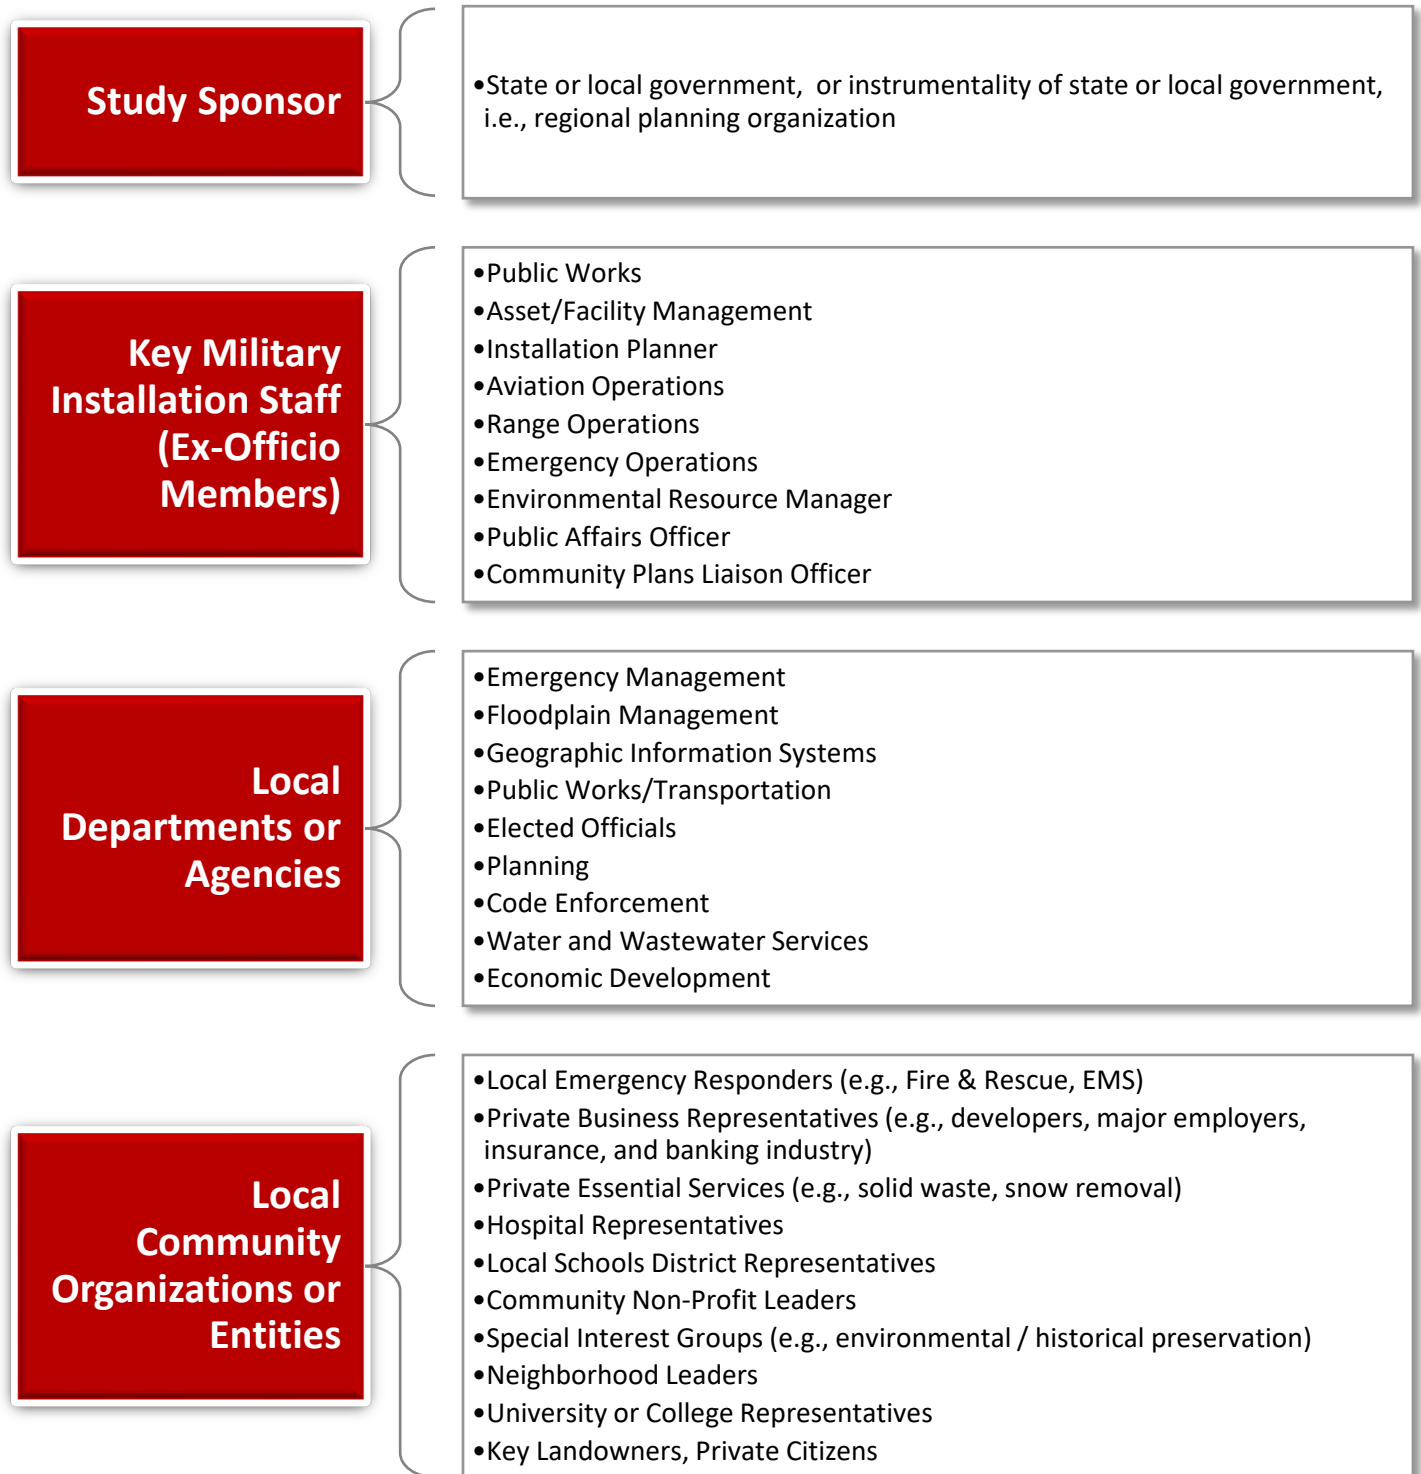 Study Sponsor
•State or local government, or instrumentality of state or local government,
i.e., regional planning organization
Key Military
Installation Staff
(Ex-Officio
Members)
•Public Works
•Asset/Facility Management
•Installation Planner
•Aviation Operations
•Range Operations
•Emergency Operations
•Environmental Resource Manager
•Public Affairs Officer
•Community Plans Liaison Officer
Local
Departments or
Agencies
•Emergency Management
•Floodplain Management
•Geographic Information Systems
•Public Works/Transportation
•Elected Officials
•Planning
•Code Enforcement
•Water and Wastewater Services
•Economic Development
Local
Community
Organizations or
Entities
•Local Emergency Responders (e.g., Fire & Rescue, EMS)
•Private Business Representatives (e.g., developers, major employers,
insurance, and banking industry)
•Private Essential Services (e.g., solid waste, snow removal)
•Hospital Representatives
•Local Schools District Representatives
•Community Non-Profit Leaders
•Special Interest Groups (e.g., environmental / historical preservation)
•Neighborhood Leaders
•University or College Representatives
•Key Landowners, Private Citizens